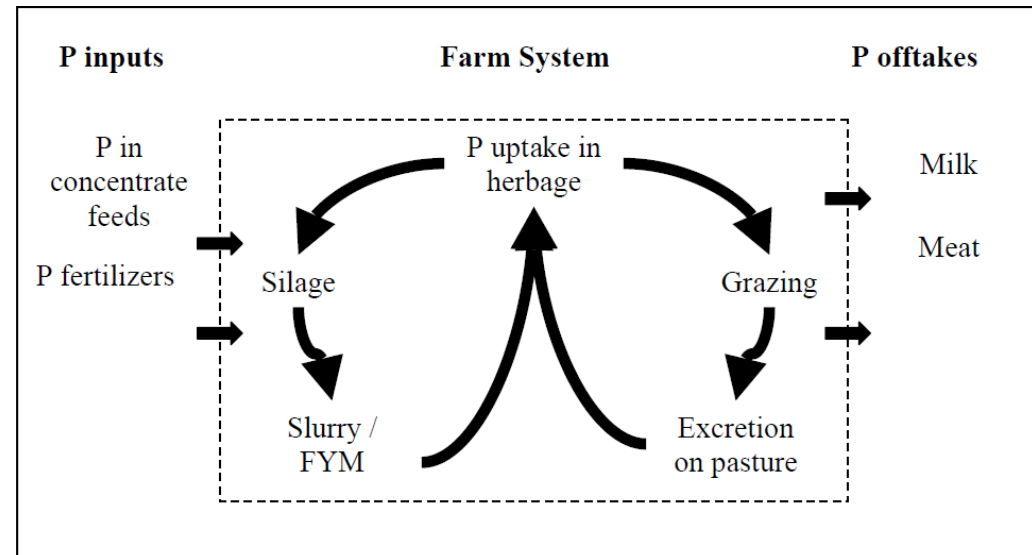 P inputs
Farm System
P offtakes
P in
concentrate
feeds
P fertilizers
P uptake in
herbage
Silage
Grazing
Slurry /
FYM
Excretion
on pasture
Milk
Meat